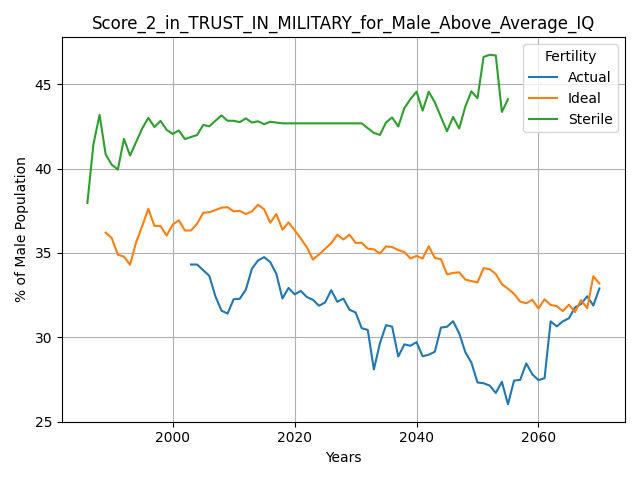 Score_2_in_TRUST_IN_MILITARY_for_Male_Above_Average_IQ
% of Male Population
45
40
35
30
25
2000
2020
2040
2060
Years
Fertility
Actual
Ideal
Sterile